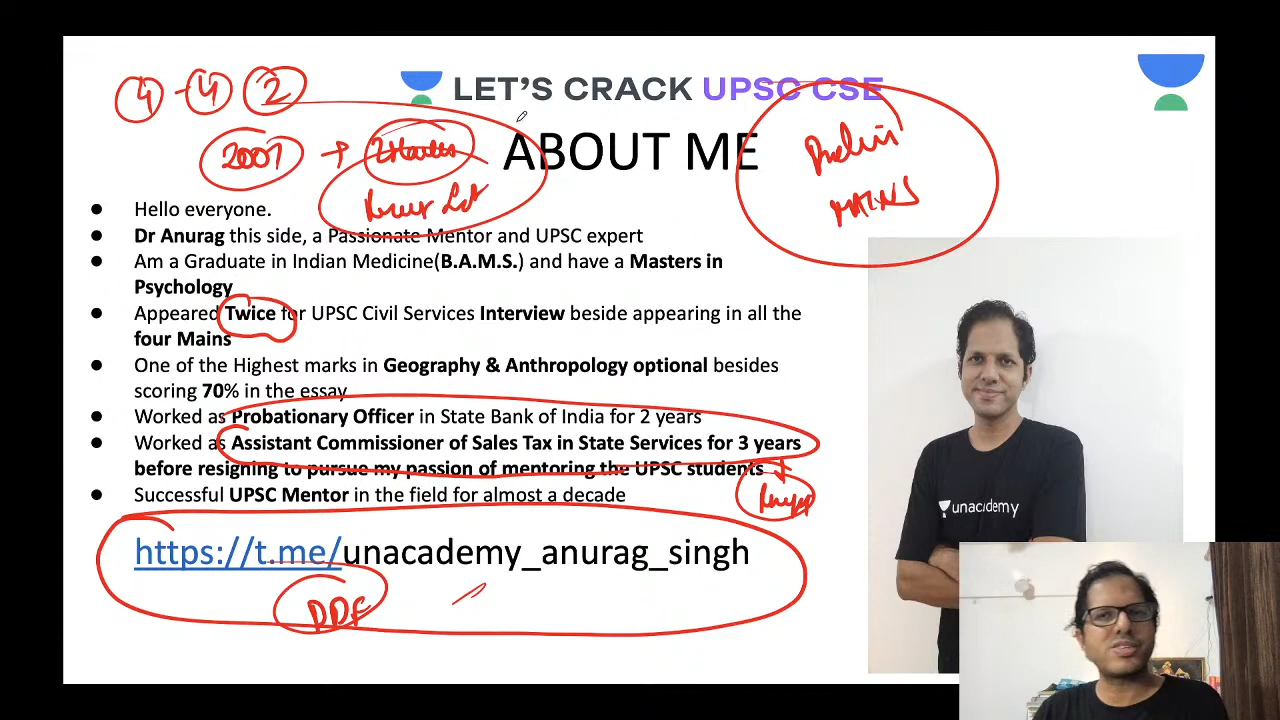 4 - 4 2
LET'S CRACK UPSC CSE
2007 →
ABOUT ME
Prelims
MAINS
● Hello everyone.
● Dr Anurag this side, a Passionate Mentor and UPSC expert
● Am a Graduate in Indian Medicine(B.A.M.S.) and have a Masters in
Psychology
● Appeared Twice for UPSC Civil Services Interview beside appearing in all the
four Mains
● One of the Highest marks in Geography & Anthropology optional besides
scoring 70% in the essay
● Worked as Probationary Officer in State Bank of India for 2 years
● Worked as Assistant Commissioner of Sales Tax in State Services for 3 years
before resigning to pursue my passion of mentoring the UPSC students
● Successful UPSC Mentor in the field for almost a decade
https://t.me/unacademy_anurag_singh
PDF
unacademy